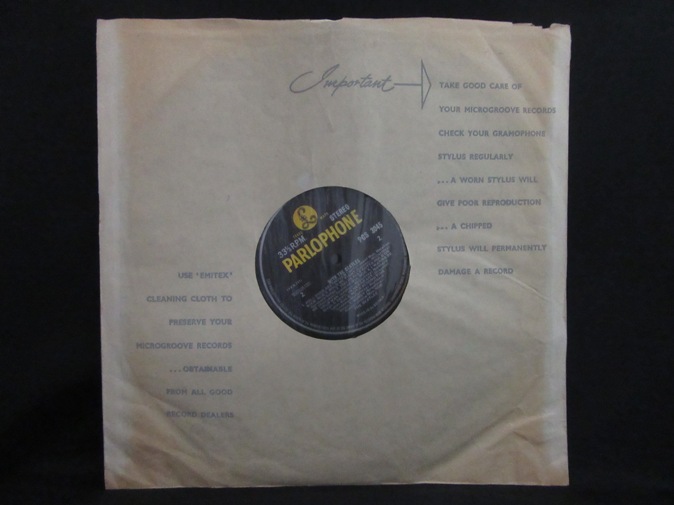 Important
TAKE GOOD CARE OF
YOUR MICROGROOVE RECORDS
CHECK YOUR GRAMOPHONE
STYLUS REGULARLY
... A WORN STYLUS WILL
GIVE POOR REPRODUCTION
... A CHIPPED
STYLUS WILL PERMANENTLY
DAMAGE A RECORD
33⅓ RPM
STEREO
PARLOPHONE
2
USE 'EMITEX'
CLEANING CLOTH TO
PRESERVE YOUR
MICROGROOVE RECORDS
... OBTAINABLE
FROM ALL GOOD
RECORD DEALERS